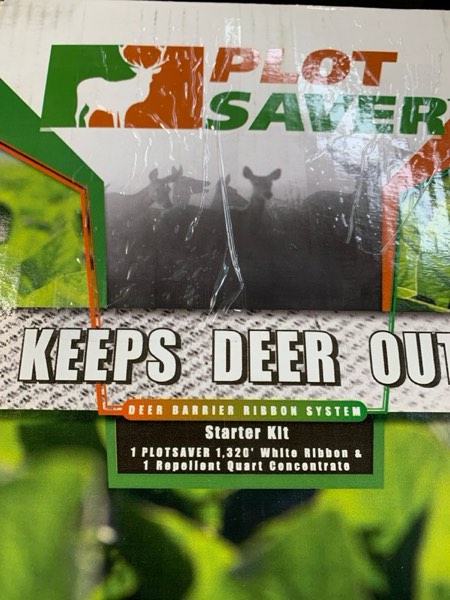 PLOT
SAVER
KEEPS DEER OUT
DEER BARRIER RIBBON SYSTEM
Starter Kit
1 PLOTSAVER 1,320' White Ribbon &
1 Repellent Quart Concentrate